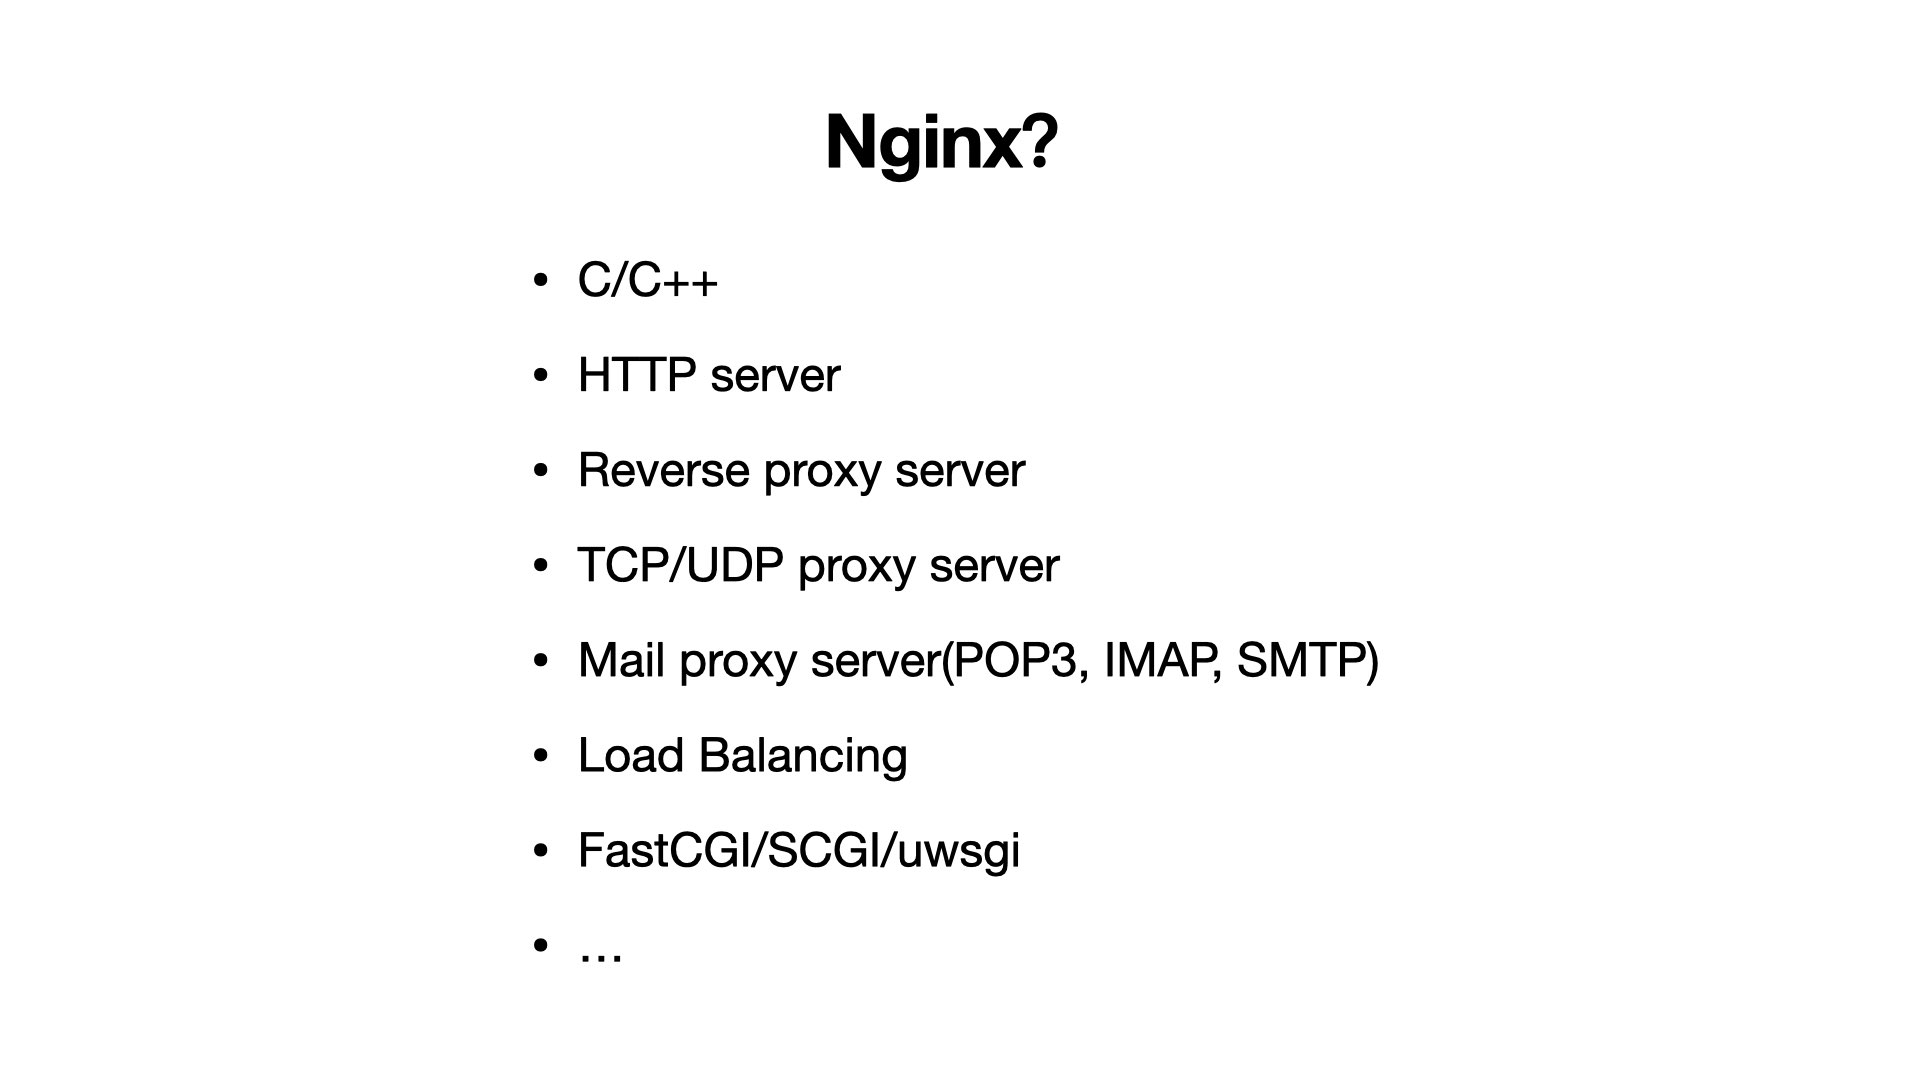 Nginx?
• C/C++
• HTTP server
• Reverse proxy server
• TCP/UDP proxy server
• Mail proxy server(POP3, IMAP, SMTP)
• Load Balancing
• FastCGI/SCGI/uwsgi
• …